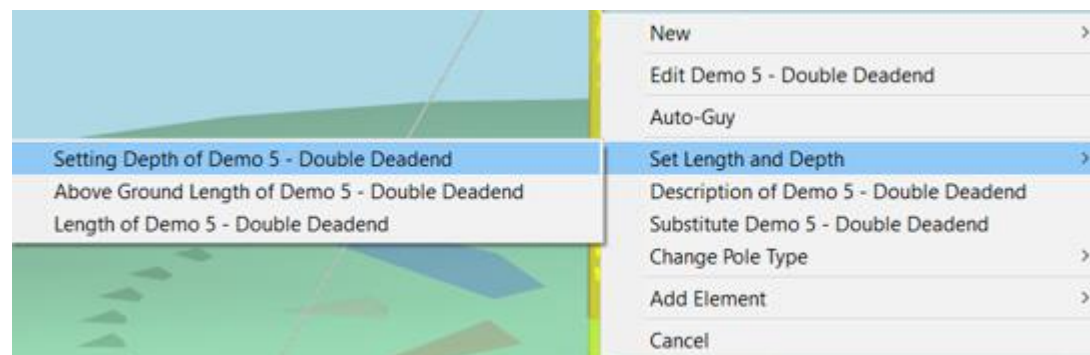 New
Edit Demo 5 - Double Deadend
Auto-Guy
Set Length and Depth
Setting Depth of Demo 5 - Double Deadend
Above Ground Length of Demo 5 - Double Deadend
Length of Demo 5 - Double Deadend
Description of Demo 5 - Double Deadend
Substitute Demo 5 - Double Deadend
Change Pole Type
Add Element
Cancel